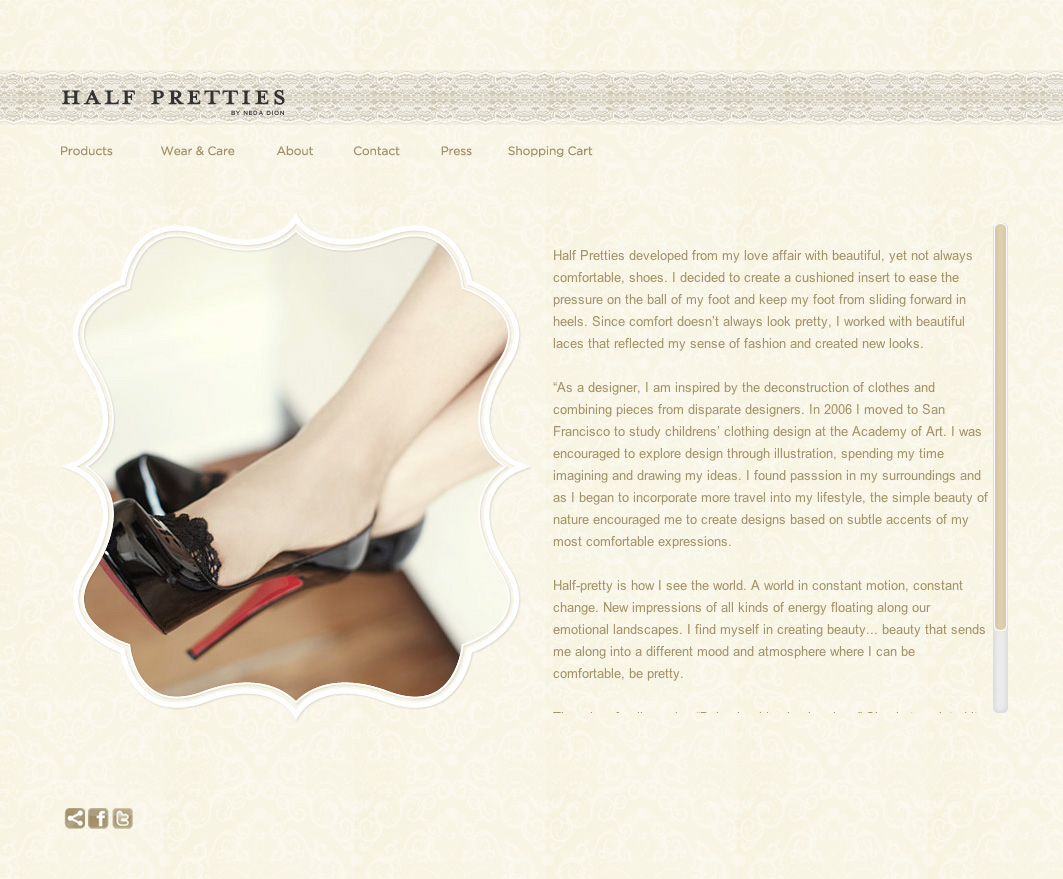 HALF PRETTIES
BY NEDA DION
Products Wear & Care About Contact Press Shopping Cart
Half Pretties developed from my love affair with beautiful, yet not always
comfortable, shoes. I decided to create a cushioned insert to ease the
pressure on the ball of my foot and keep my foot from sliding forward in
heels. Since comfort doesn’t always look pretty, I worked with beautiful
laces that reflected my sense of fashion and created new looks.
“As a designer, I am inspired by the deconstruction of clothes and
combining pieces from disparate designers. In 2006 I moved to San
Francisco to study childrens’ clothing design at the Academy of Art. I was
encouraged to explore design through illustration, spending my time
imagining and drawing my ideas. I found passsion in my surroundings and
as I began to incorporate more travel into my lifestyle, the simple beauty of
nature encouraged me to create designs based on subtle accents of my
most comfortable expressions.
Half-pretty is how I see the world. A world in constant motion, constant
change. New impressions of all kinds of energy floating along our
emotional landscapes. I find myself in creating beauty... beauty that sends
me along into a different mood and atmosphere where I can be
comfortable, be pretty.